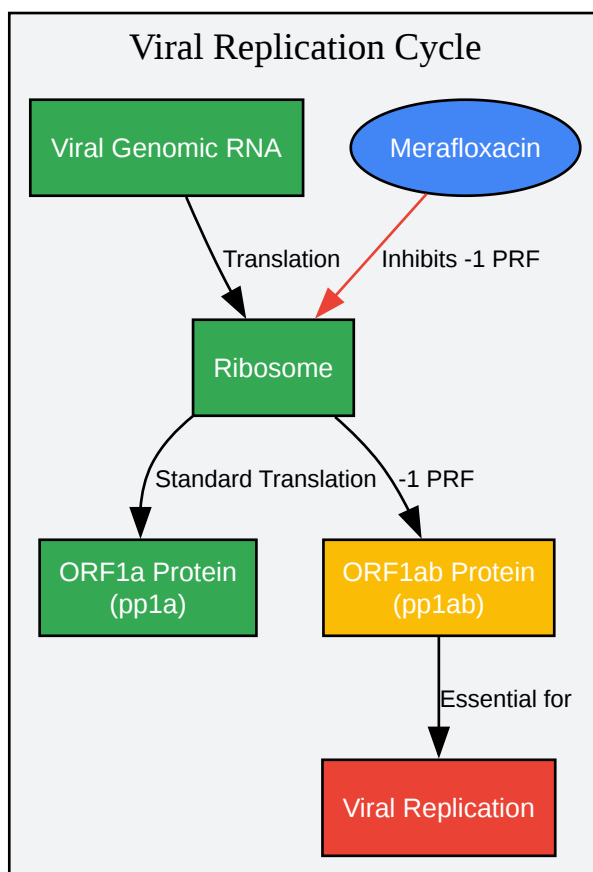 Viral Replication Cycle
Viral Genomic RNA
Merafloxacin
Translation
Inhibits -1 PRF
Ribosome
Standard Translation
-1 PRF
ORF1a Protein
(pp1a)
ORF1ab Protein
(pp1ab)
Essential for
Viral Replication